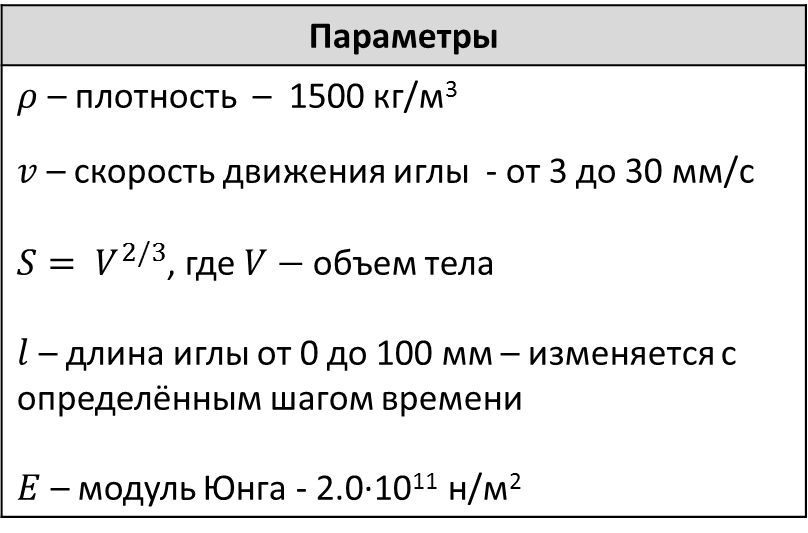 Параметры
𝜌 – плотность – 1500 кг/м³
𝑣 – скорость движения иглы - от 3 до 30 мм/с
𝑆 = 𝑉^{2/3}, где 𝑉 − объем тела
𝑙 – длина иглы от 0 до 100 мм – изменяется с
определённым шагом времени
𝐸 – модуль Юнга - 2.0·10¹¹ н/м²